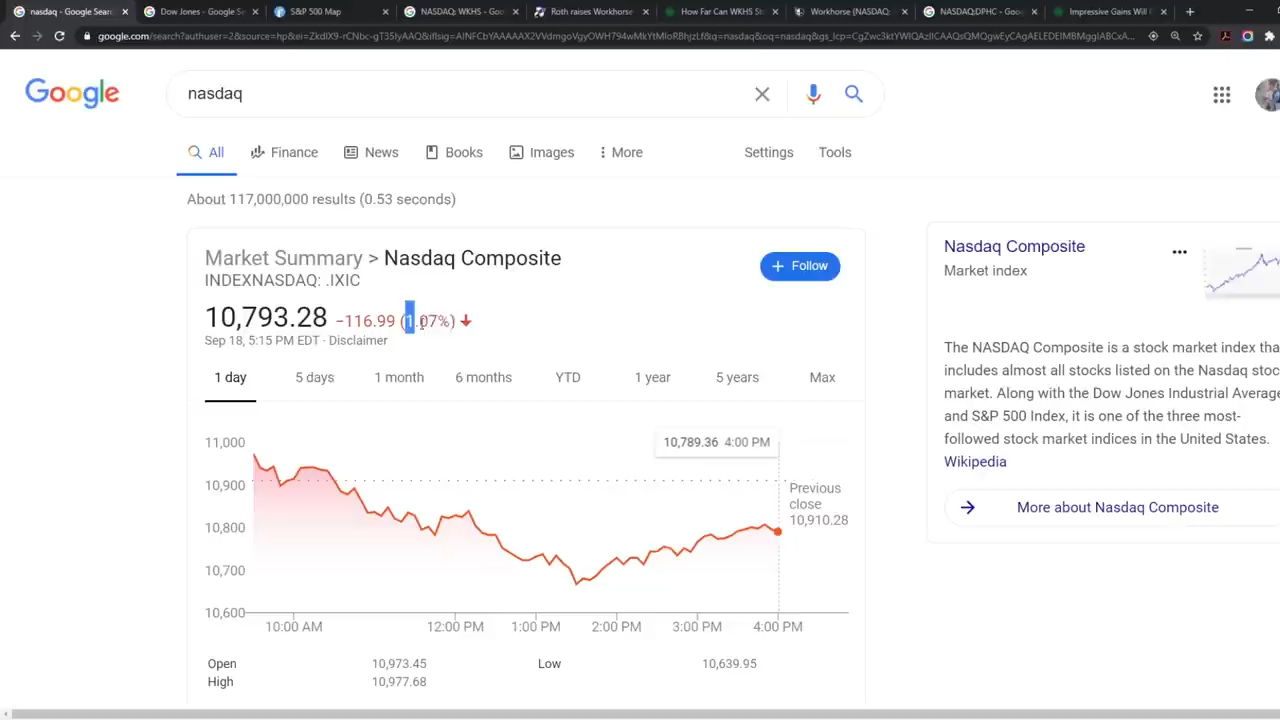 nasdaq - Google Searc
Dow Jones - Google Se
S&P 500 Map
NASDAQ: WKHS - Goo
Roth raises Workhorse
How Far Can WKHS St
Workhorse (NASDAQ:
NASDAQ:DPHC - Goog
Impressive Gains Will
Google
nasdaq
All
Finance
News
Books
Images
More
Settings
Tools
About 117,000,000 results (0.53 seconds)
Market Summary > Nasdaq Composite
INDEXNASDAQ: .IXIC
Follow
10,793.28 −116.99 (1.07%)
Sep 18, 5:15 PM EDT · Disclaimer
1 day
5 days
1 month
6 months
YTD
1 year
5 years
Max
10,789.36 4:00 PM
11,000
10,900
10,800
10,700
10,600
Previous
close
10,910.28
10:00 AM
12:00 PM
1:00 PM
2:00 PM
3:00 PM
4:00 PM
Open 10,973.45
Low 10,639.95
High 10,977.68
Nasdaq Composite
Market index
The NASDAQ Composite is a stock market index tha
includes almost all stocks listed on the Nasdaq stoc
market. Along with the Dow Jones Industrial Average
and S&P 500 Index, it is one of the three most-
followed stock market indices in the United States.
Wikipedia
More about Nasdaq Composite